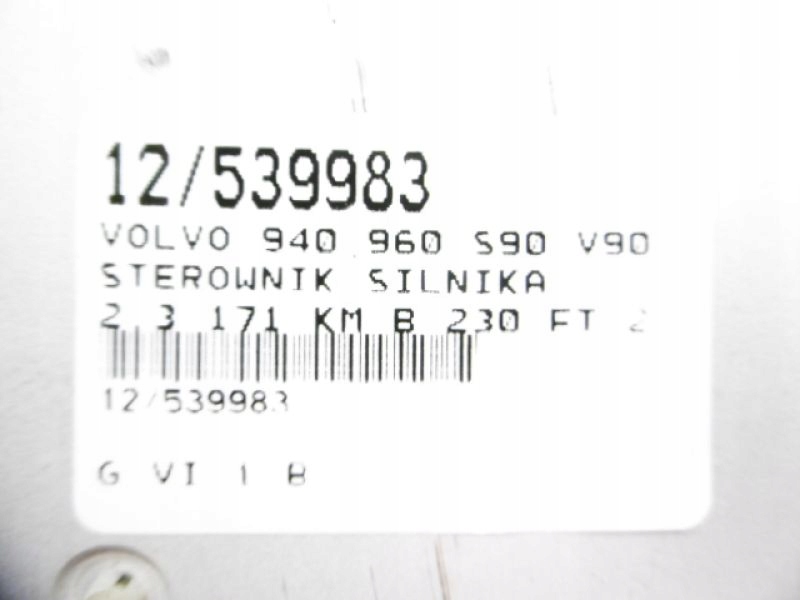 12/539983
VOLVO 940 960 S90 V90
STEROWNIK SILNIKA
2.3 171 KM B 230 FT 2
12/539983
G VI 1 B